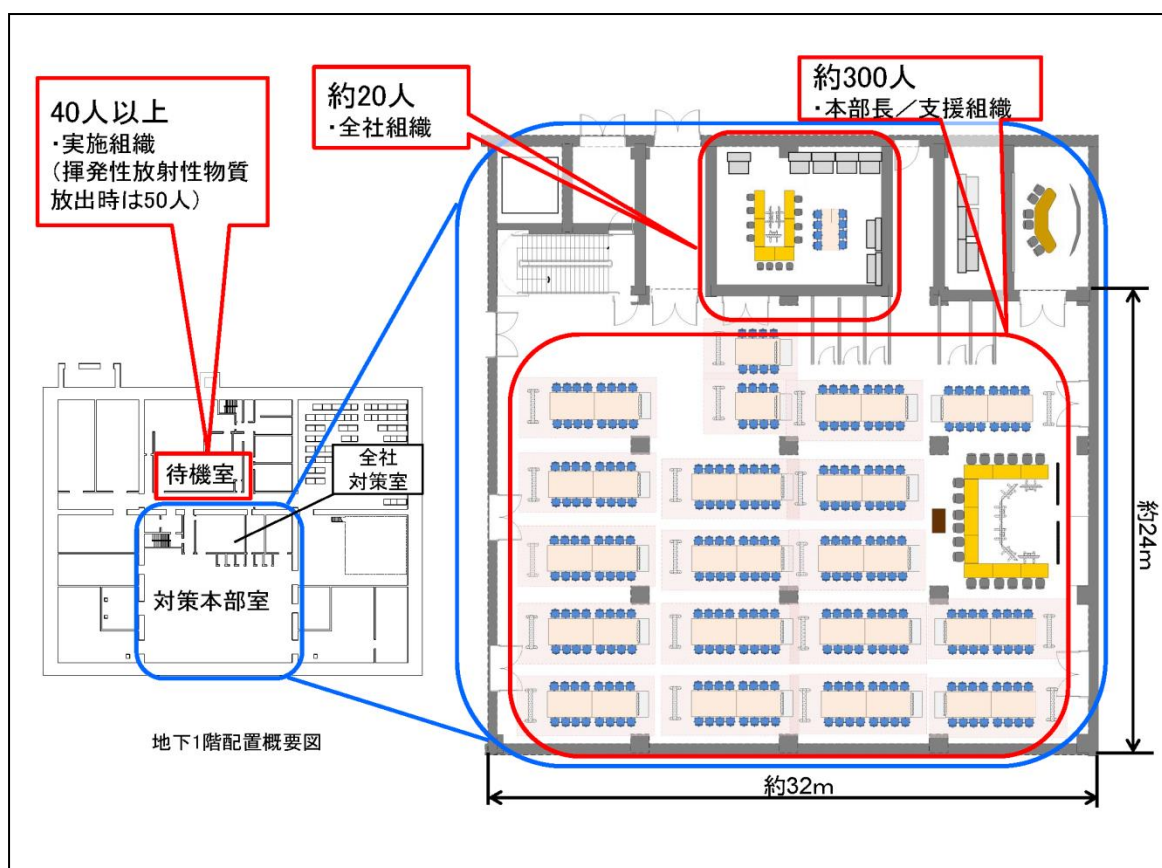 40人以上
・実施組織
(揮発性放射性物質
放出時は50人)
約20人
・全社組織
約300人
・本部長/支援組織
待機室
全社
対策室
対策本部室
地下1階配置概要図
約24m
約32m